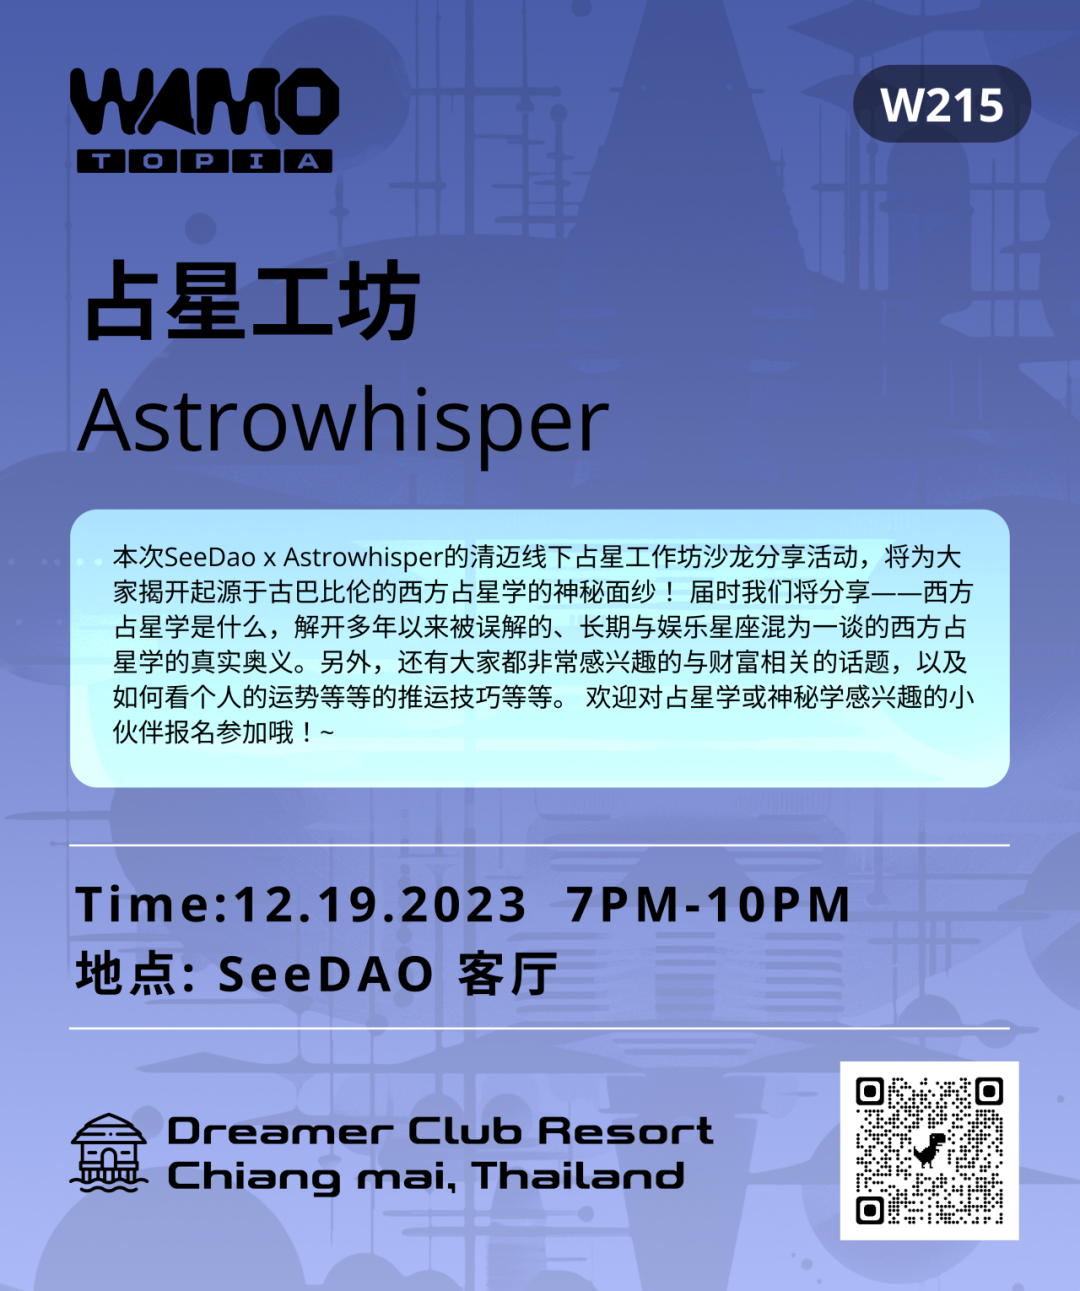 WAMO
TOPIA
W215
占星工坊
Astrowhisper
本次SeeDao x Astrowhisper的清迈线下占星工作坊沙龙分享活动，将为大
家揭开起源于古巴比伦的西方占星学的神秘面纱！ 届时我们将分享——西方
占星学是什么，解开多年以来被误解的、长期与娱乐星座混为一谈的西方占
星学的真实奥义。另外，还有大家都非常感兴趣的与财富相关的话题，以及
如何看个人的运势等等的推运技巧等等。 欢迎对占星学或神秘学感兴趣的小
伙伴报名参加哦！~
Time:12.19.2023 7PM-10PM
地点: SeeDAO 客厅
Dreamer Club Resort
Chiang mai, Thailand